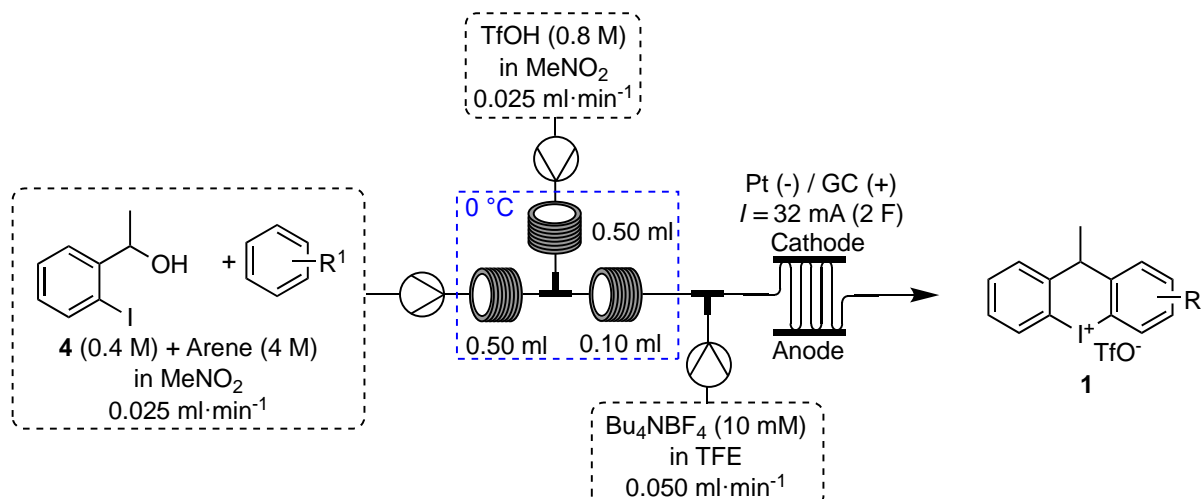 TfOH (0.8 M)
in MeNO2
0.025 ml·min-1
0 °C
0.50 ml
Pt (-) / GC (+)
I = 32 mA (2 F)
Cathode
OH
I
+
R1
4 (0.4 M) + Arene (4 M)
in MeNO2
0.025 ml·min-1
0.50 ml
0.10 ml
Anode
Bu4NBF4 (10 mM)
in TFE
0.050 ml·min-1
R
I+
TfO-
1